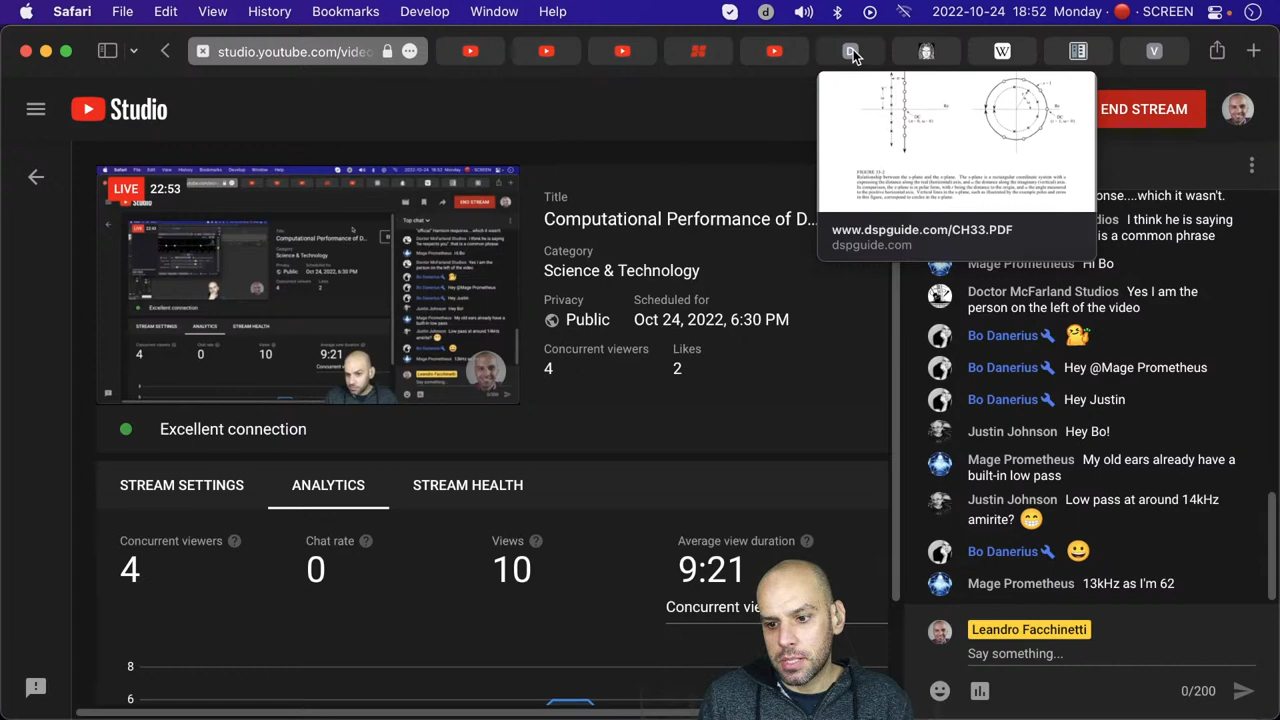 Safari File Edit View History Bookmarks Develop Window Help
d
2022-10-24 18:52 Monday - SCREEN
studio.youtube.com/video
D
W
V
Studio
END STREAM
LIVE 22:53
Title
Computational Performance of D...
Category
Science & Technology
Privacy
Public
Scheduled for
Oct 24, 2022, 6:30 PM
Concurrent viewers
4
Likes
2
Excellent connection
STREAM SETTINGS
ANALYTICS
STREAM HEALTH
Concurrent viewers
4
Chat rate
0
Views
10
Average view duration
9:21
Concurrent vie
8
6
FIGURE 33-2
www.dspguide.com/CH33.PDF
dspguide.com
onse....which it wasn't.
dios I think he is saying
is a common phrase
Mage Prometheus Hi Bo
Doctor McFarland Studios Yes I am the
person on the left of the video
Bo Danerius
Bo Danerius Hey @Mage Prometheus
Bo Danerius Hey Justin
Justin Johnson Hey Bo!
Mage Prometheus My old ears already have a
built-in low pass
Justin Johnson Low pass at around 14kHz
amirite?
Bo Danerius
Mage Prometheus 13kHz as I'm 62
Leandro Facchinetti
Say something...
0/200